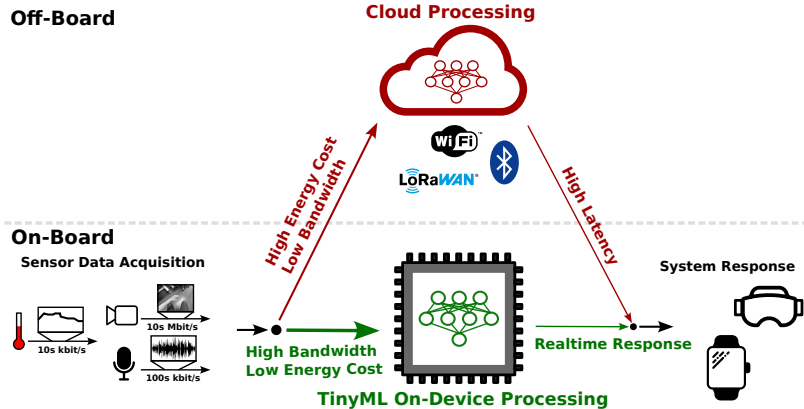 Off-Board
Cloud Processing
WiFi™
LoRaWAN®
High Energy Cost
Low Bandwidth
High Latency
On-Board
Sensor Data Acquisition
10s kbit/s
10s Mbit/s
100s kbit/s
High Bandwidth
Low Energy Cost
TinyML On-Device Processing
Realtime Response
System Response